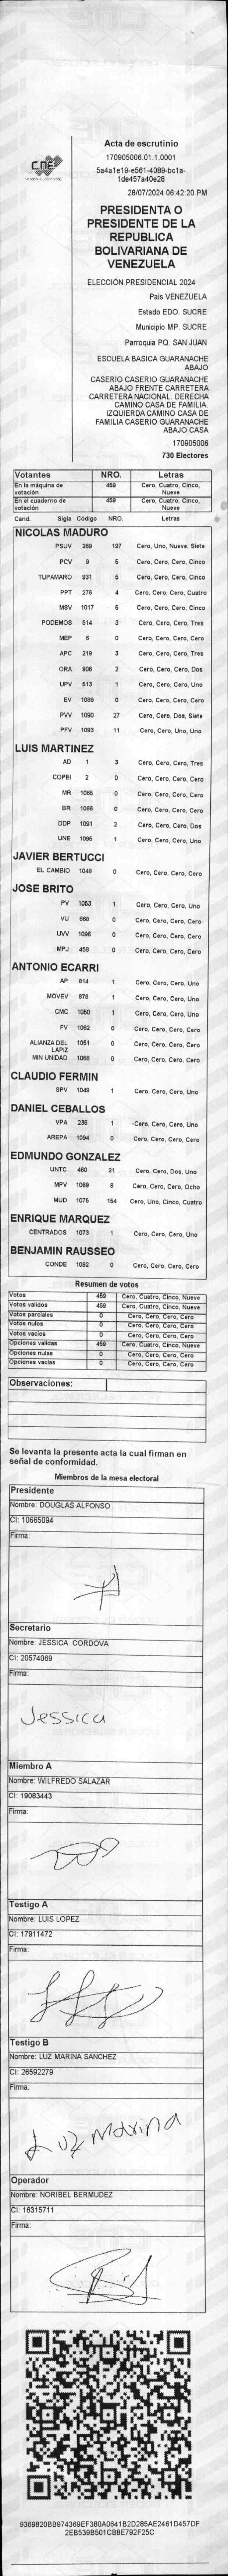 CNE
Acta de escrutinio
170905006.01.1.0001
5a4a1e19-e561-4089-bc1a-
1de457a40e28
28/07/2024 06:42:20 PM
PRESIDENTA O
PRESIDENTE DE LA
REPUBLICA
BOLIVARIANA DE
VENEZUELA
ELECCIÓN PRESIDENCIAL 2024
Pais VENEZUELA
Estado EDO. SUCRE
Municipio MP. SUCRE
Parroquia PQ. SAN JUAN
ESCUELA BASICA GUARANACHE
ABAJO
CASERIO CASERIO GUARANACHE
ABAJO FRENTE CARRETERA
CARRETERA NACIONAL. DERECHA
CAMINO CASA DE FAMILIA.
IZQUIERDA CAMINO CASA DE
FAMILIA CASERIO GUARANACHE
ABAJO CASA
170905006
730 Electores
Votantes NRO. Letras
En la máquina de votación 459 Cero, Cuatro, Cinco, Nueve
En el cuaderno de votación 459 Cero, Cuatro, Cinco, Nueve
Cand. Sigla Código NRO. Letras
NICOLAS MADURO
PSUV 269 197 Cero, Uno, Nueve, Siete
PCV 9 5 Cero, Cero, Cero, Cinco
TUPAMARO 931 5 Cero, Cero, Cero, Cinco
PPT 276 4 Cero, Cero, Cero, Cuatro
MSV 1017 5 Cero, Cero, Cero, Cinco
PODEMOS 514 3 Cero, Cero, Cero, Tres
MEP 6 0 Cero, Cero, Cero, Cero
APC 219 3 Cero, Cero, Cero, Tres
ORA 906 2 Cero, Cero, Cero, Dos
UPV 513 1 Cero, Cero, Cero, Uno
EV 1089 0 Cero, Cero, Cero, Cero
PVV 1090 27 Cero, Cero, Dos, Siete
PFV 1093 11 Cero, Cero, Uno, Uno
LUIS MARTINEZ
AD 1 3 Cero, Cero, Cero, Tres
COPEI 2 0 Cero, Cero, Cero, Cero
MR 1065 0 Cero, Cero, Cero, Cero
BR 1066 0 Cero, Cero, Cero, Cero
DDP 1091 2 Cero, Cero, Cero, Dos
UNE 1095 1 Cero, Cero, Cero, Uno
JAVIER BERTUCCI
EL CAMBIO 1048 0 Cero, Cero, Cero, Cero
JOSE BRITO
PV 1053 1 Cero, Cero, Cero, Uno
VU 868 0 Cero, Cero, Cero, Cero
UVV 1096 0 Cero, Cero, Cero, Cero
MPJ 458 0 Cero, Cero, Cero, Cero
ANTONIO ECARRI
AP 814 1 Cero, Cero, Cero, Uno
MOVEV 878 1 Cero, Cero, Cero, Uno
CMC 1050 1 Cero, Cero, Cero, Uno
FV 1062 0 Cero, Cero, Cero, Cero
ALIANZA DEL LAPIZ 1051 0 Cero, Cero, Cero, Cero
MIN UNIDAD 1068 0 Cero, Cero, Cero, Cero
CLAUDIO FERMIN
SPV 1049 1 Cero, Cero, Cero, Uno
DANIEL CEBALLOS
VPA 236 1 Cero, Cero, Cero, Uno
AREPA 1094 0 Cero, Cero, Cero, Cero
EDMUNDO GONZALEZ
UNTC 460 21 Cero, Cero, Dos, Uno
MPV 1069 8 Cero, Cero, Cero, Ocho
MUD 1075 154 Cero, Uno, Cinco, Cuatro
ENRIQUE MARQUEZ
CENTRADOS 1073 1 Cero, Cero, Cero, Uno
BENJAMIN RAUSSEO
CONDE 1092 0 Cero, Cero, Cero, Cero
Resumen de votos
Votos 459 Cero, Cuatro, Cinco, Nueve
Votos validos 459 Cero, Cuatro, Cinco, Nueve
Votos parciales 0 Cero, Cero, Cero, Cero
Votos nulos 0 Cero, Cero, Cero, Cero
Votos vacios 0 Cero, Cero, Cero, Cero
Opciones validas 459 Cero, Cuatro, Cinco, Nueve
Opciones nulas 0 Cero, Cero, Cero, Cero
Opciones vacias 0 Cero, Cero, Cero, Cero
Observaciones:
Se levanta la presente acta la cual firman en
señal de conformidad.
Miembros de la mesa electoral
Presidente
Nombre: DOUGLAS ALFONSO
CI: 10665094
Firma:
Secretario
Nombre: JESSICA CORDOVA
CI: 20574069
Firma:
Jessica
Miembro A
Nombre: WILFREDO SALAZAR
CI: 19083443
Firma:
Testigo A
Nombre: LUIS LOPEZ
CI: 17911472
Firma:
Testigo B
Nombre: LUZ MARINA SANCHEZ
CI: 26592279
Firma:
Luz Marina
Operador
Nombre: NORIBEL BERMUDEZ
CI: 16315711
Firma:
9369820BB974369EF380A0641B2D285AE2461D457DF
2EB539B501CB8E792F25C